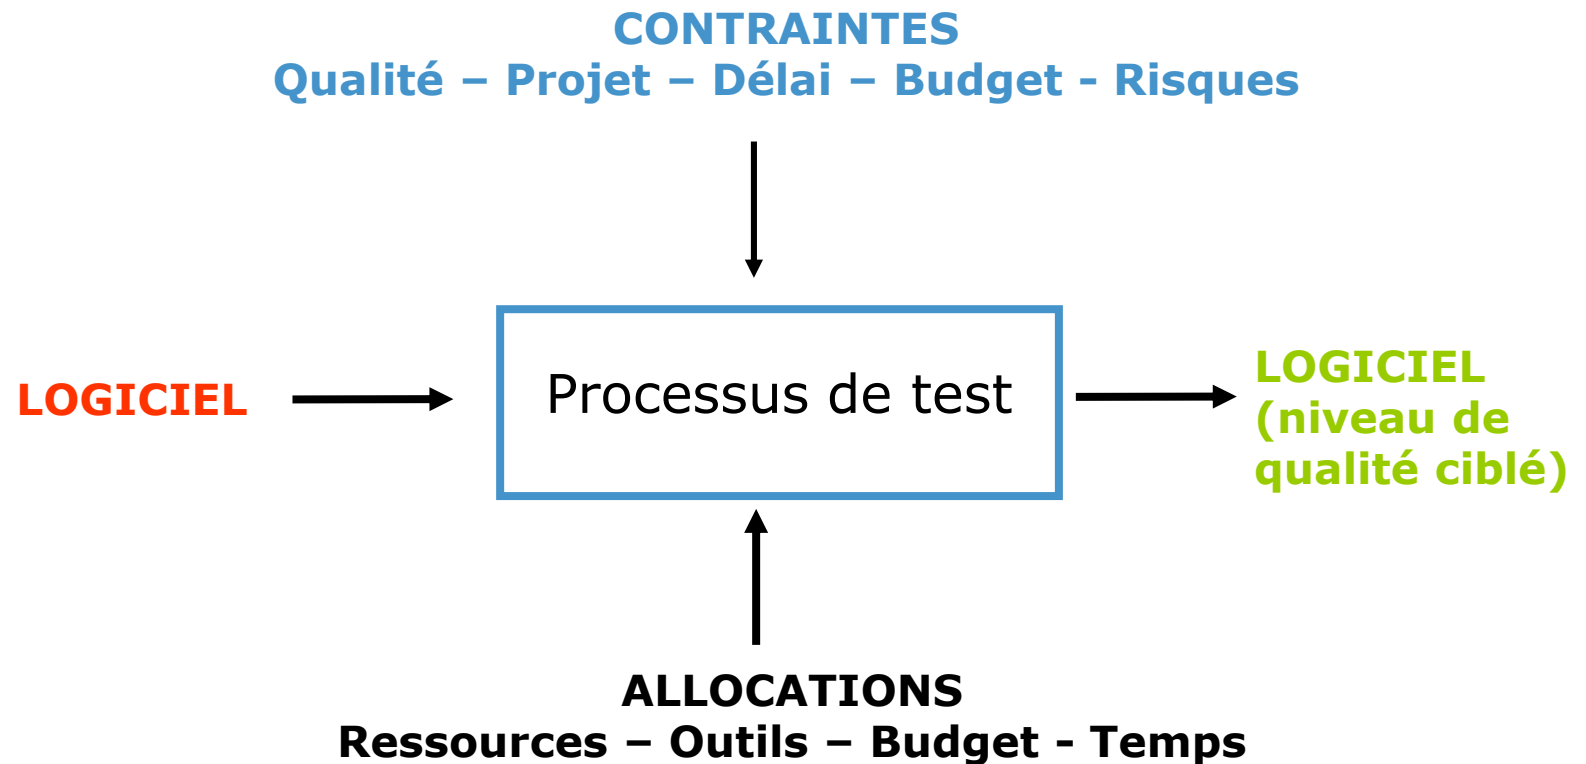 CONTRAINTES
Qualité – Projet – Délai – Budget - Risques
Processus de test
LOGICIEL
LOGICIEL
(niveau de
qualité ciblé)
ALLOCATIONS
Ressources – Outils – Budget - Temps